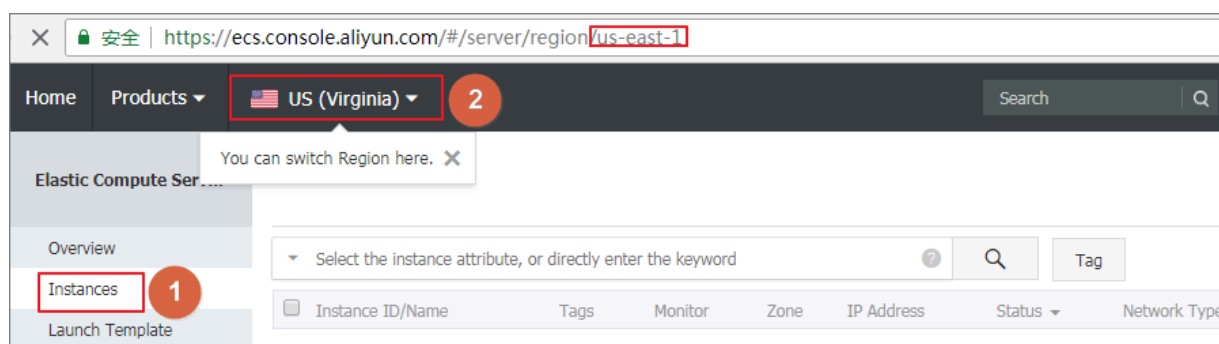 安全 | https://ecs.console.aliyun.com/#/server/region/us-east-1
Home Products US (Virginia) 2 Search
You can switch Region here.
Elastic Compute Ser...
Overview
Select the instance attribute, or directly enter the keyword ? Tag
Instances 1
Instance ID/Name Tags Monitor Zone IP Address Status Network Type
Launch Template